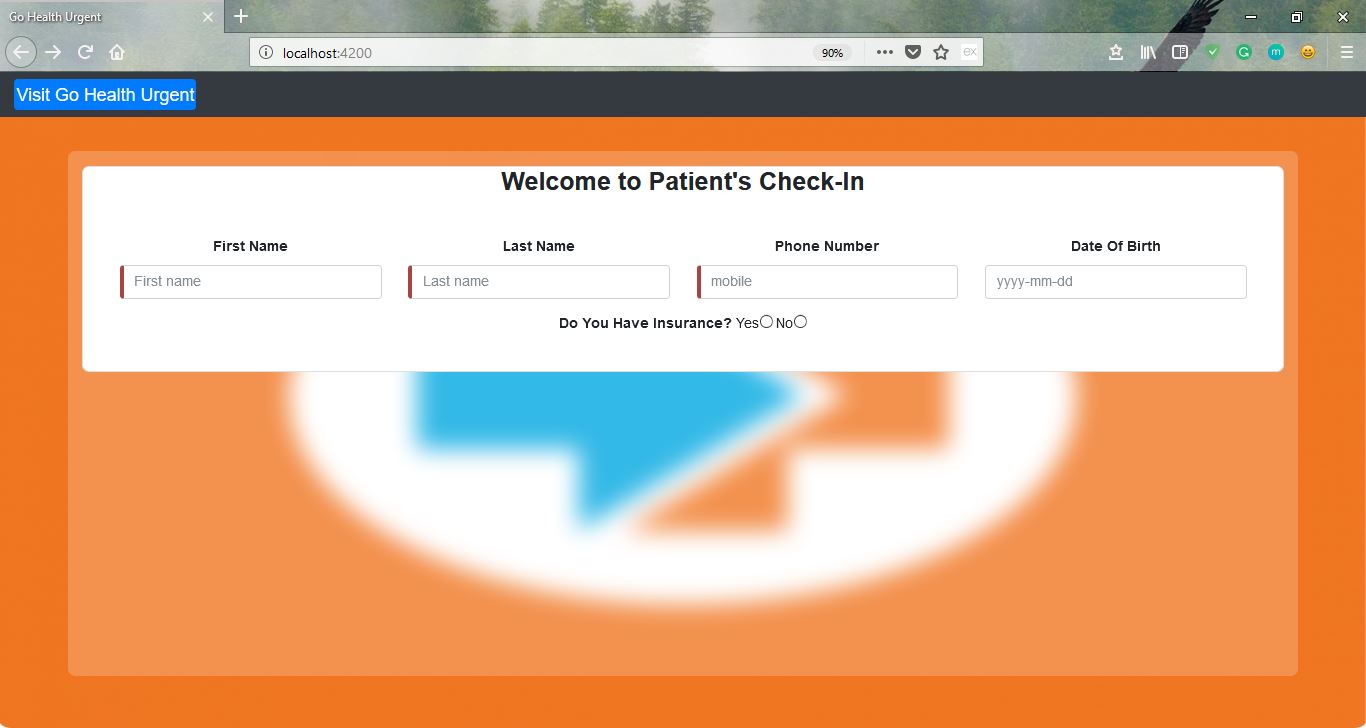 Go Health Urgent
localhost:4200
90%
Visit Go Health Urgent
Welcome to Patient's Check-In
First Name
Last Name
Phone Number
Date Of Birth
First name
Last name
mobile
yyyy-mm-dd
Do You Have Insurance? Yes No